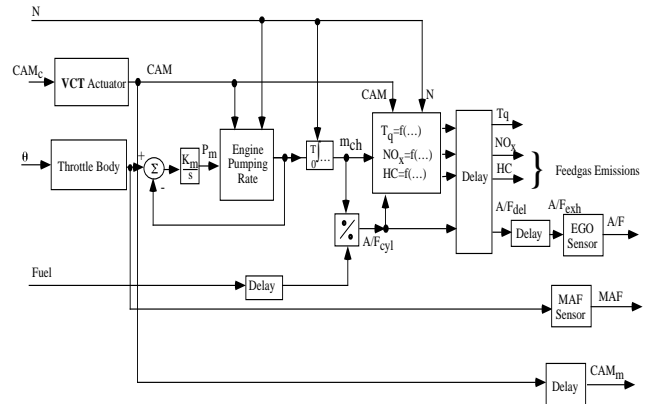 N
CAMc
VCT Actuator
CAM
CAM
N
θ
Throttle Body
+
Σ
-
Km
s
Pm
Engine
Pumping
Rate
T
∫...
0
mch
Tq=f(...)
NOx=f(...)
HC=f(...)
Delay
Tq
NOx
HC
} Feedgas Emissions
A/Fcyl
A/Fdel
Delay
A/Fexh
EGO
Sensor
A/F
Fuel
Delay
MAF
Sensor
MAF
Delay
CAMm